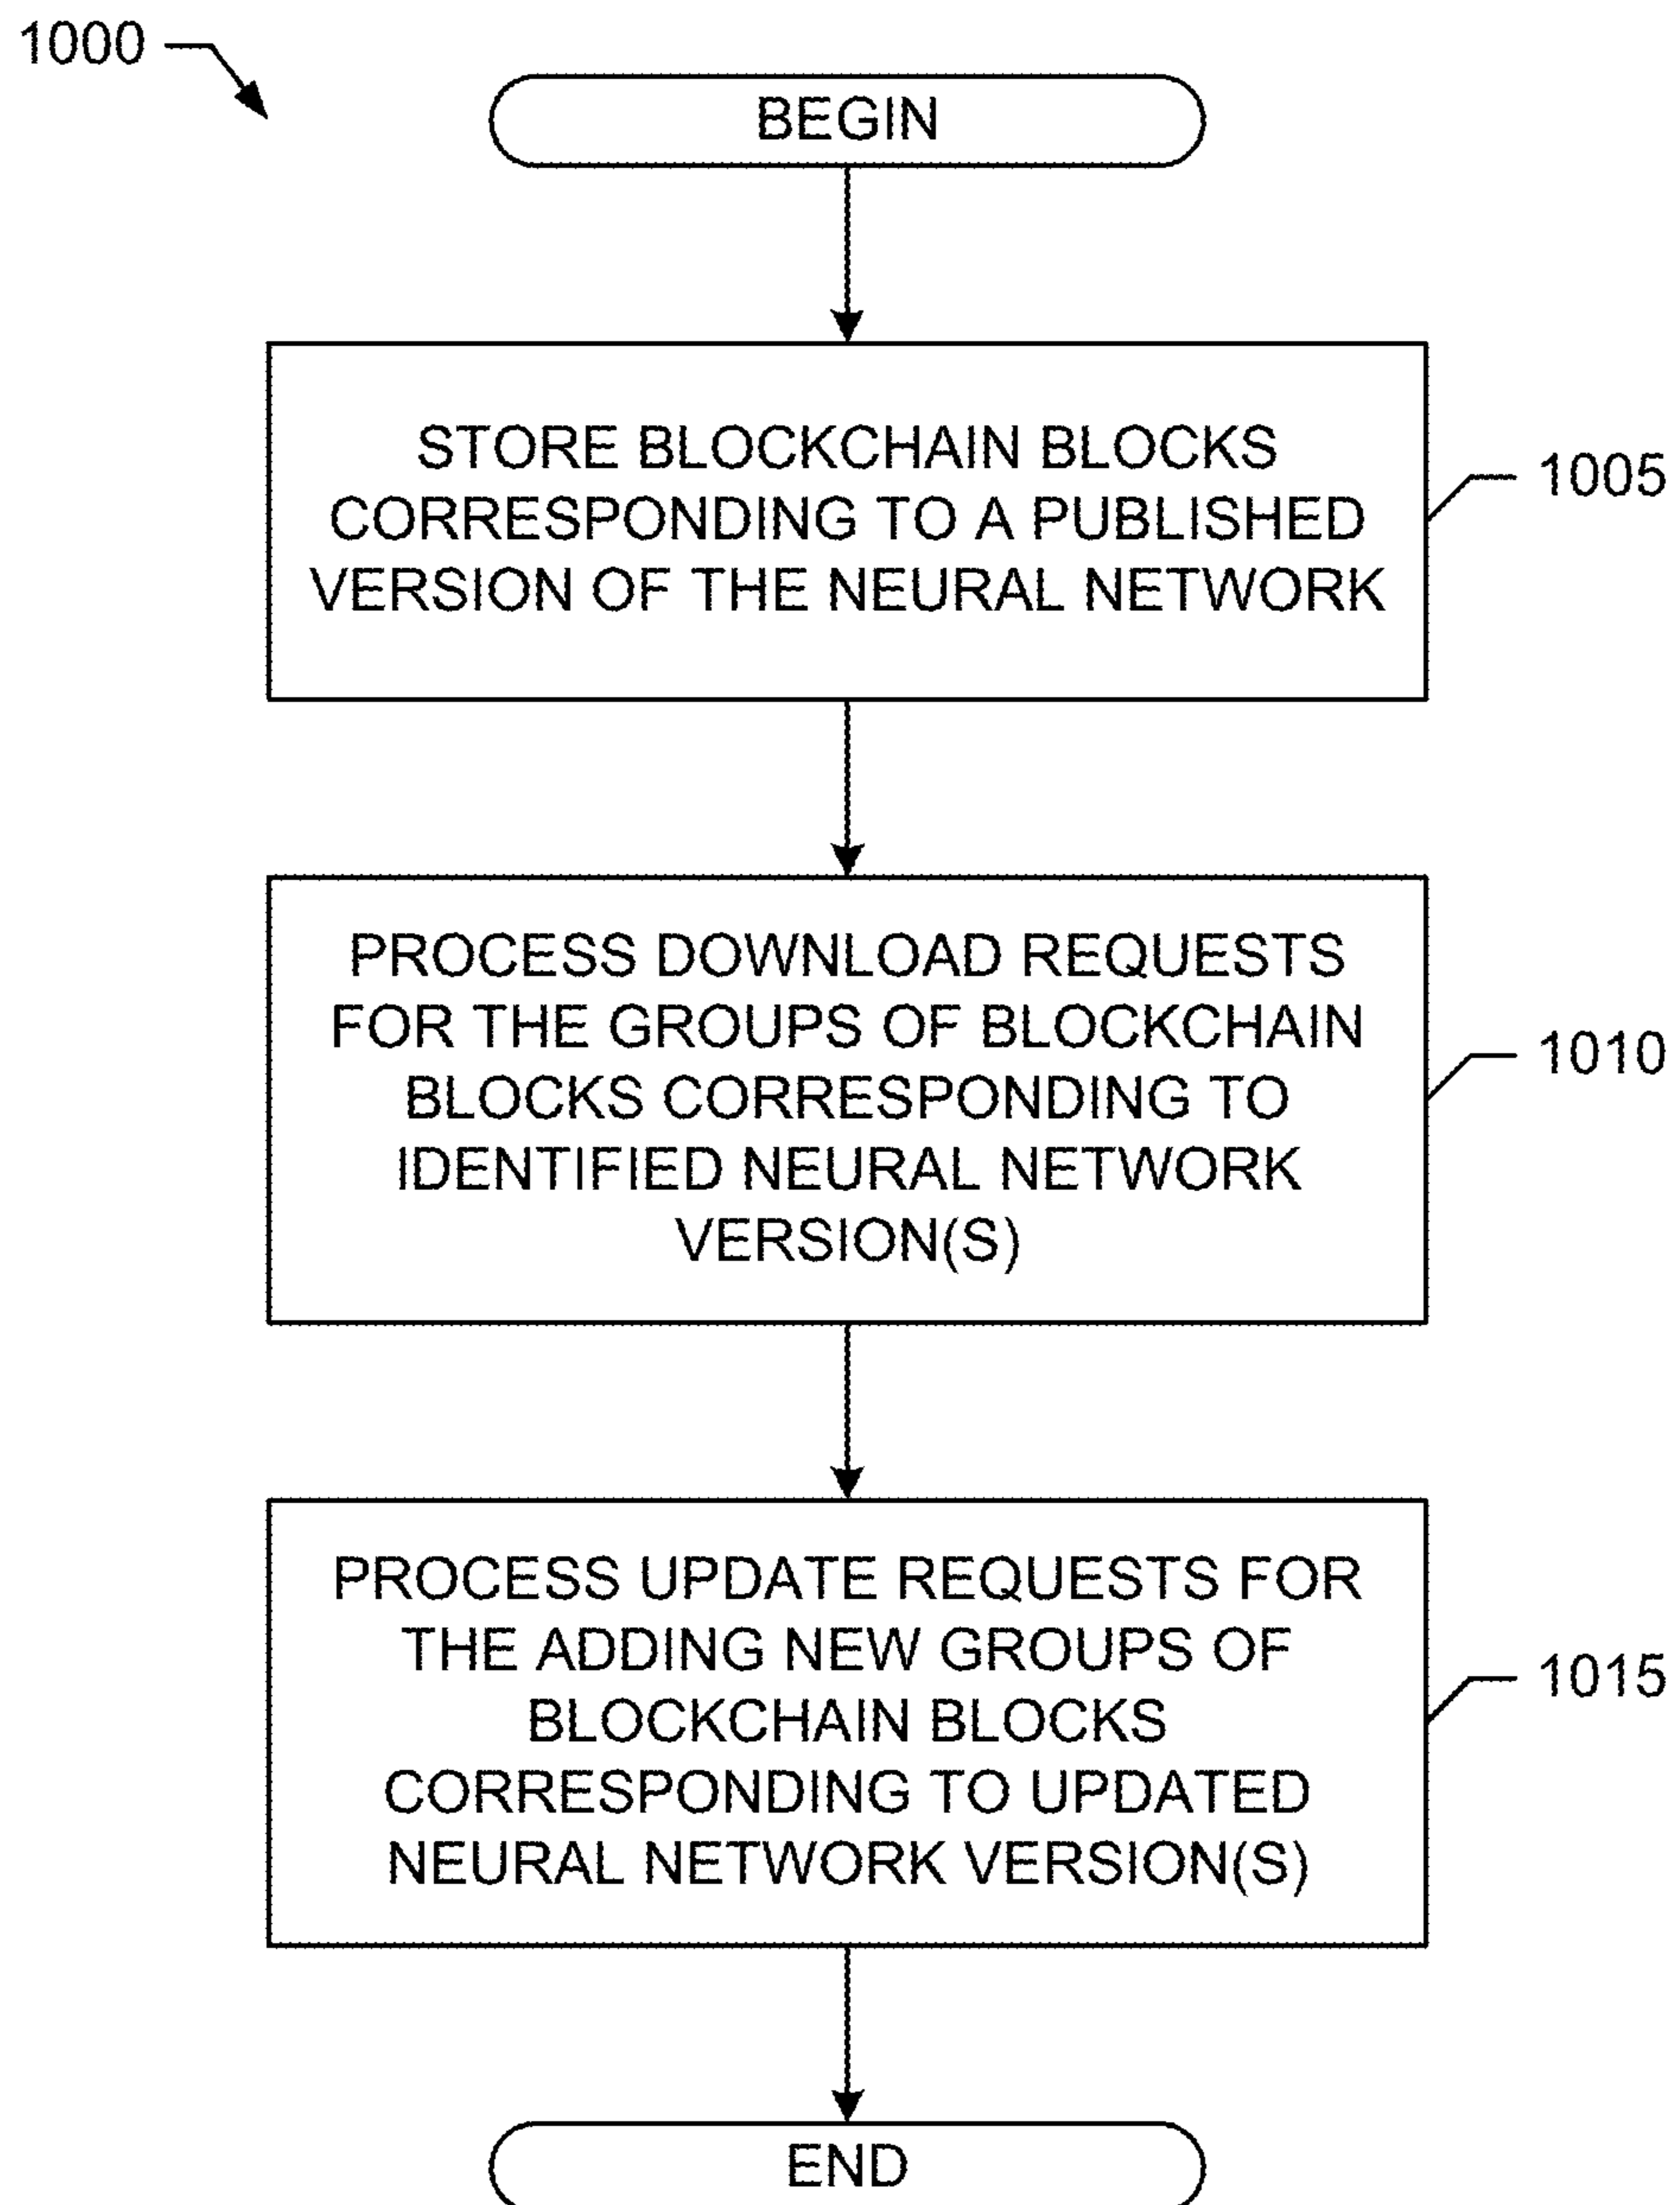 1000
BEGIN
STORE BLOCKCHAIN BLOCKS
CORRESPONDING TO A PUBLISHED
VERSION OF THE NEURAL NETWORK
1005
PROCESS DOWNLOAD REQUESTS
FOR THE GROUPS OF BLOCKCHAIN
BLOCKS CORRESPONDING TO
IDENTIFIED NEURAL NETWORK
VERSION(S)
1010
PROCESS UPDATE REQUESTS FOR
THE ADDING NEW GROUPS OF
BLOCKCHAIN BLOCKS
CORRESPONDING TO UPDATED
NEURAL NETWORK VERSION(S)
1015
END